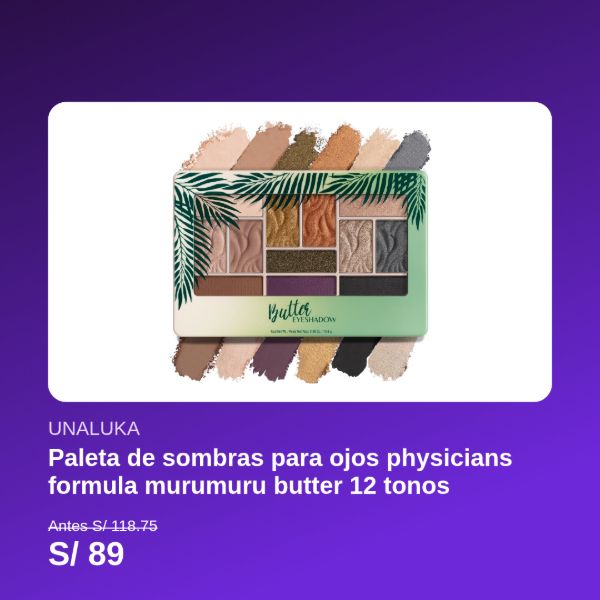 Butter
EYESHADOW
UNALUKA
Paleta de sombras para ojos physicians
formula murumuru butter 12 tonos
Antes S/ 118.75
S/ 89